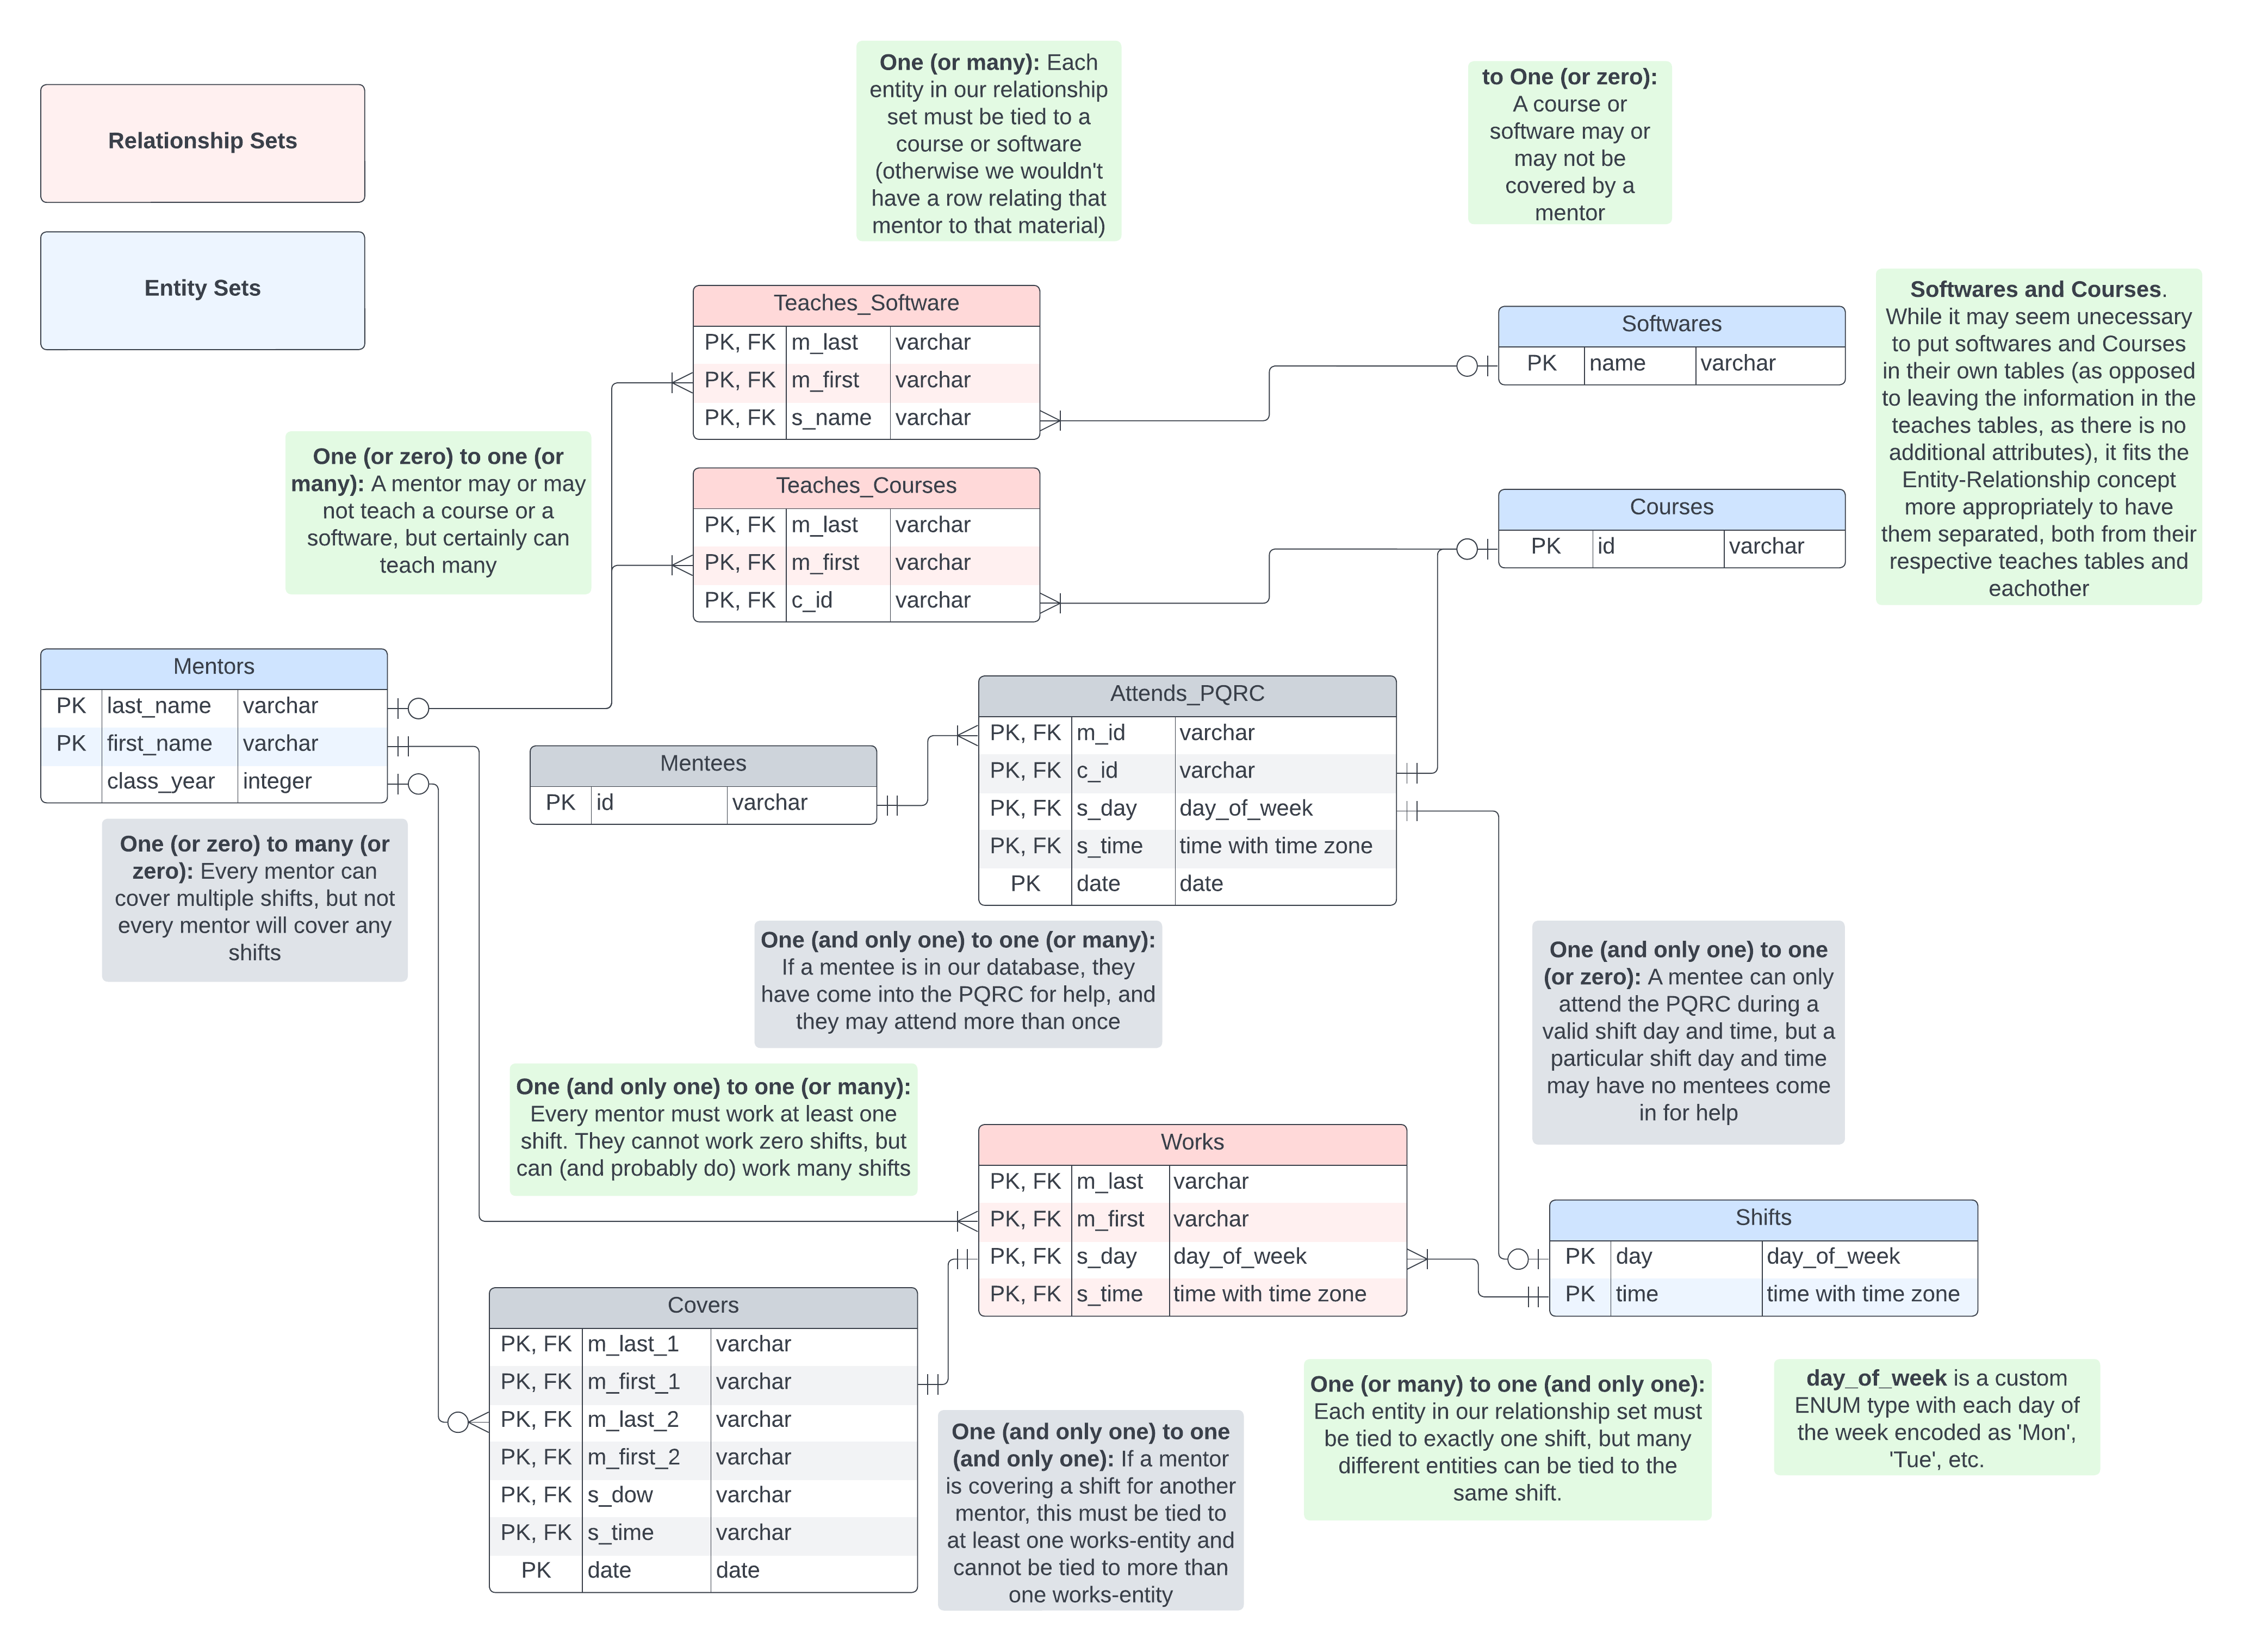 One (or many): Each
entity in our relationship
set must be tied to a
course or software
(otherwise we wouldn't
have a row relating that
mentor to that material)
to One (or zero):
A course or
software may or
may not be
covered by a
mentor
Relationship Sets
Entity Sets
Softwares and Courses.
While it may seem unecessary
to put softwares and Courses
in their own tables (as opposed
to leaving the information in the
teaches tables, as there is no
additional attributes), it fits the
Entity-Relationship concept
more appropriately to have
them separated, both from their
respective teaches tables and
eachother
Teaches_Software
PK, FK m_last varchar
PK, FK m_first varchar
PK, FK s_name varchar
Softwares
PK name varchar
One (or zero) to one (or
many): A mentor may or may
not teach a course or a
software, but certainly can
teach many
Teaches_Courses
PK, FK m_last varchar
PK, FK m_first varchar
PK, FK c_id varchar
Courses
PK id varchar
Mentors
PK last_name varchar
PK first_name varchar
class_year integer
Mentees
PK id varchar
Attends_PQRC
PK, FK m_id varchar
PK, FK c_id varchar
PK, FK s_day day_of_week
PK, FK s_time time with time zone
PK date date
One (or zero) to many (or
zero): Every mentor can
cover multiple shifts, but not
every mentor will cover any
shifts
One (and only one) to one (or many):
If a mentee is in our database, they
have come into the PQRC for help, and
they may attend more than once
One (and only one) to one
(or zero): A mentee can only
attend the PQRC during a
valid shift day and time, but a
particular shift day and time
may have no mentees come
in for help
One (and only one) to one (or many):
Every mentor must work at least one
shift. They cannot work zero shifts, but
can (and probably do) work many shifts
Works
PK, FK m_last varchar
PK, FK m_first varchar
PK, FK s_day day_of_week
PK, FK s_time time with time zone
Shifts
PK day day_of_week
PK time time with time zone
Covers
PK, FK m_last_1 varchar
PK, FK m_first_1 varchar
PK, FK m_last_2 varchar
PK, FK m_first_2 varchar
PK, FK s_dow varchar
PK, FK s_time varchar
PK date date
One (and only one) to one
(and only one): If a mentor
is covering a shift for another
mentor, this must be tied to
at least one works-entity and
cannot be tied to more than
one works-entity
One (or many) to one (and only one):
Each entity in our relationship set must
be tied to exactly one shift, but many
different entities can be tied to the
same shift.
day_of_week is a custom
ENUM type with each day of
the week encoded as 'Mon',
'Tue', etc.